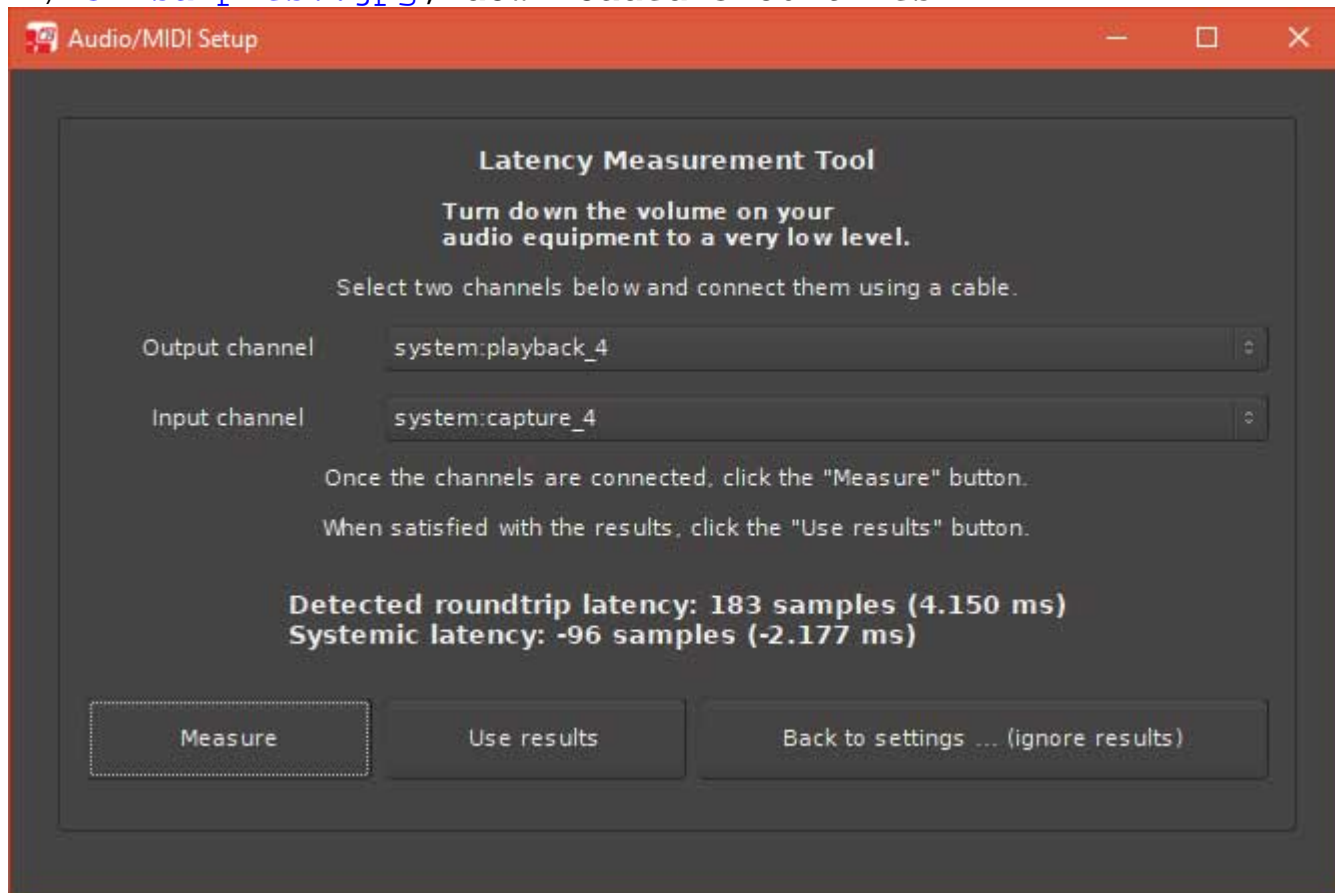 Audio/MIDI Setup
Latency Measurement Tool
Turn down the volume on your
audio equipment to a very low level.
Select two channels below and connect them using a cable.
Output channel system:playback_4
Input channel system:capture_4
Once the channels are connected, click the "Measure" button.
When satisfied with the results, click the "Use results" button.
Detected roundtrip latency: 183 samples (4.150 ms)
Systemic latency: -96 samples (-2.177 ms)
Measure Use results Back to settings ... (ignore results)